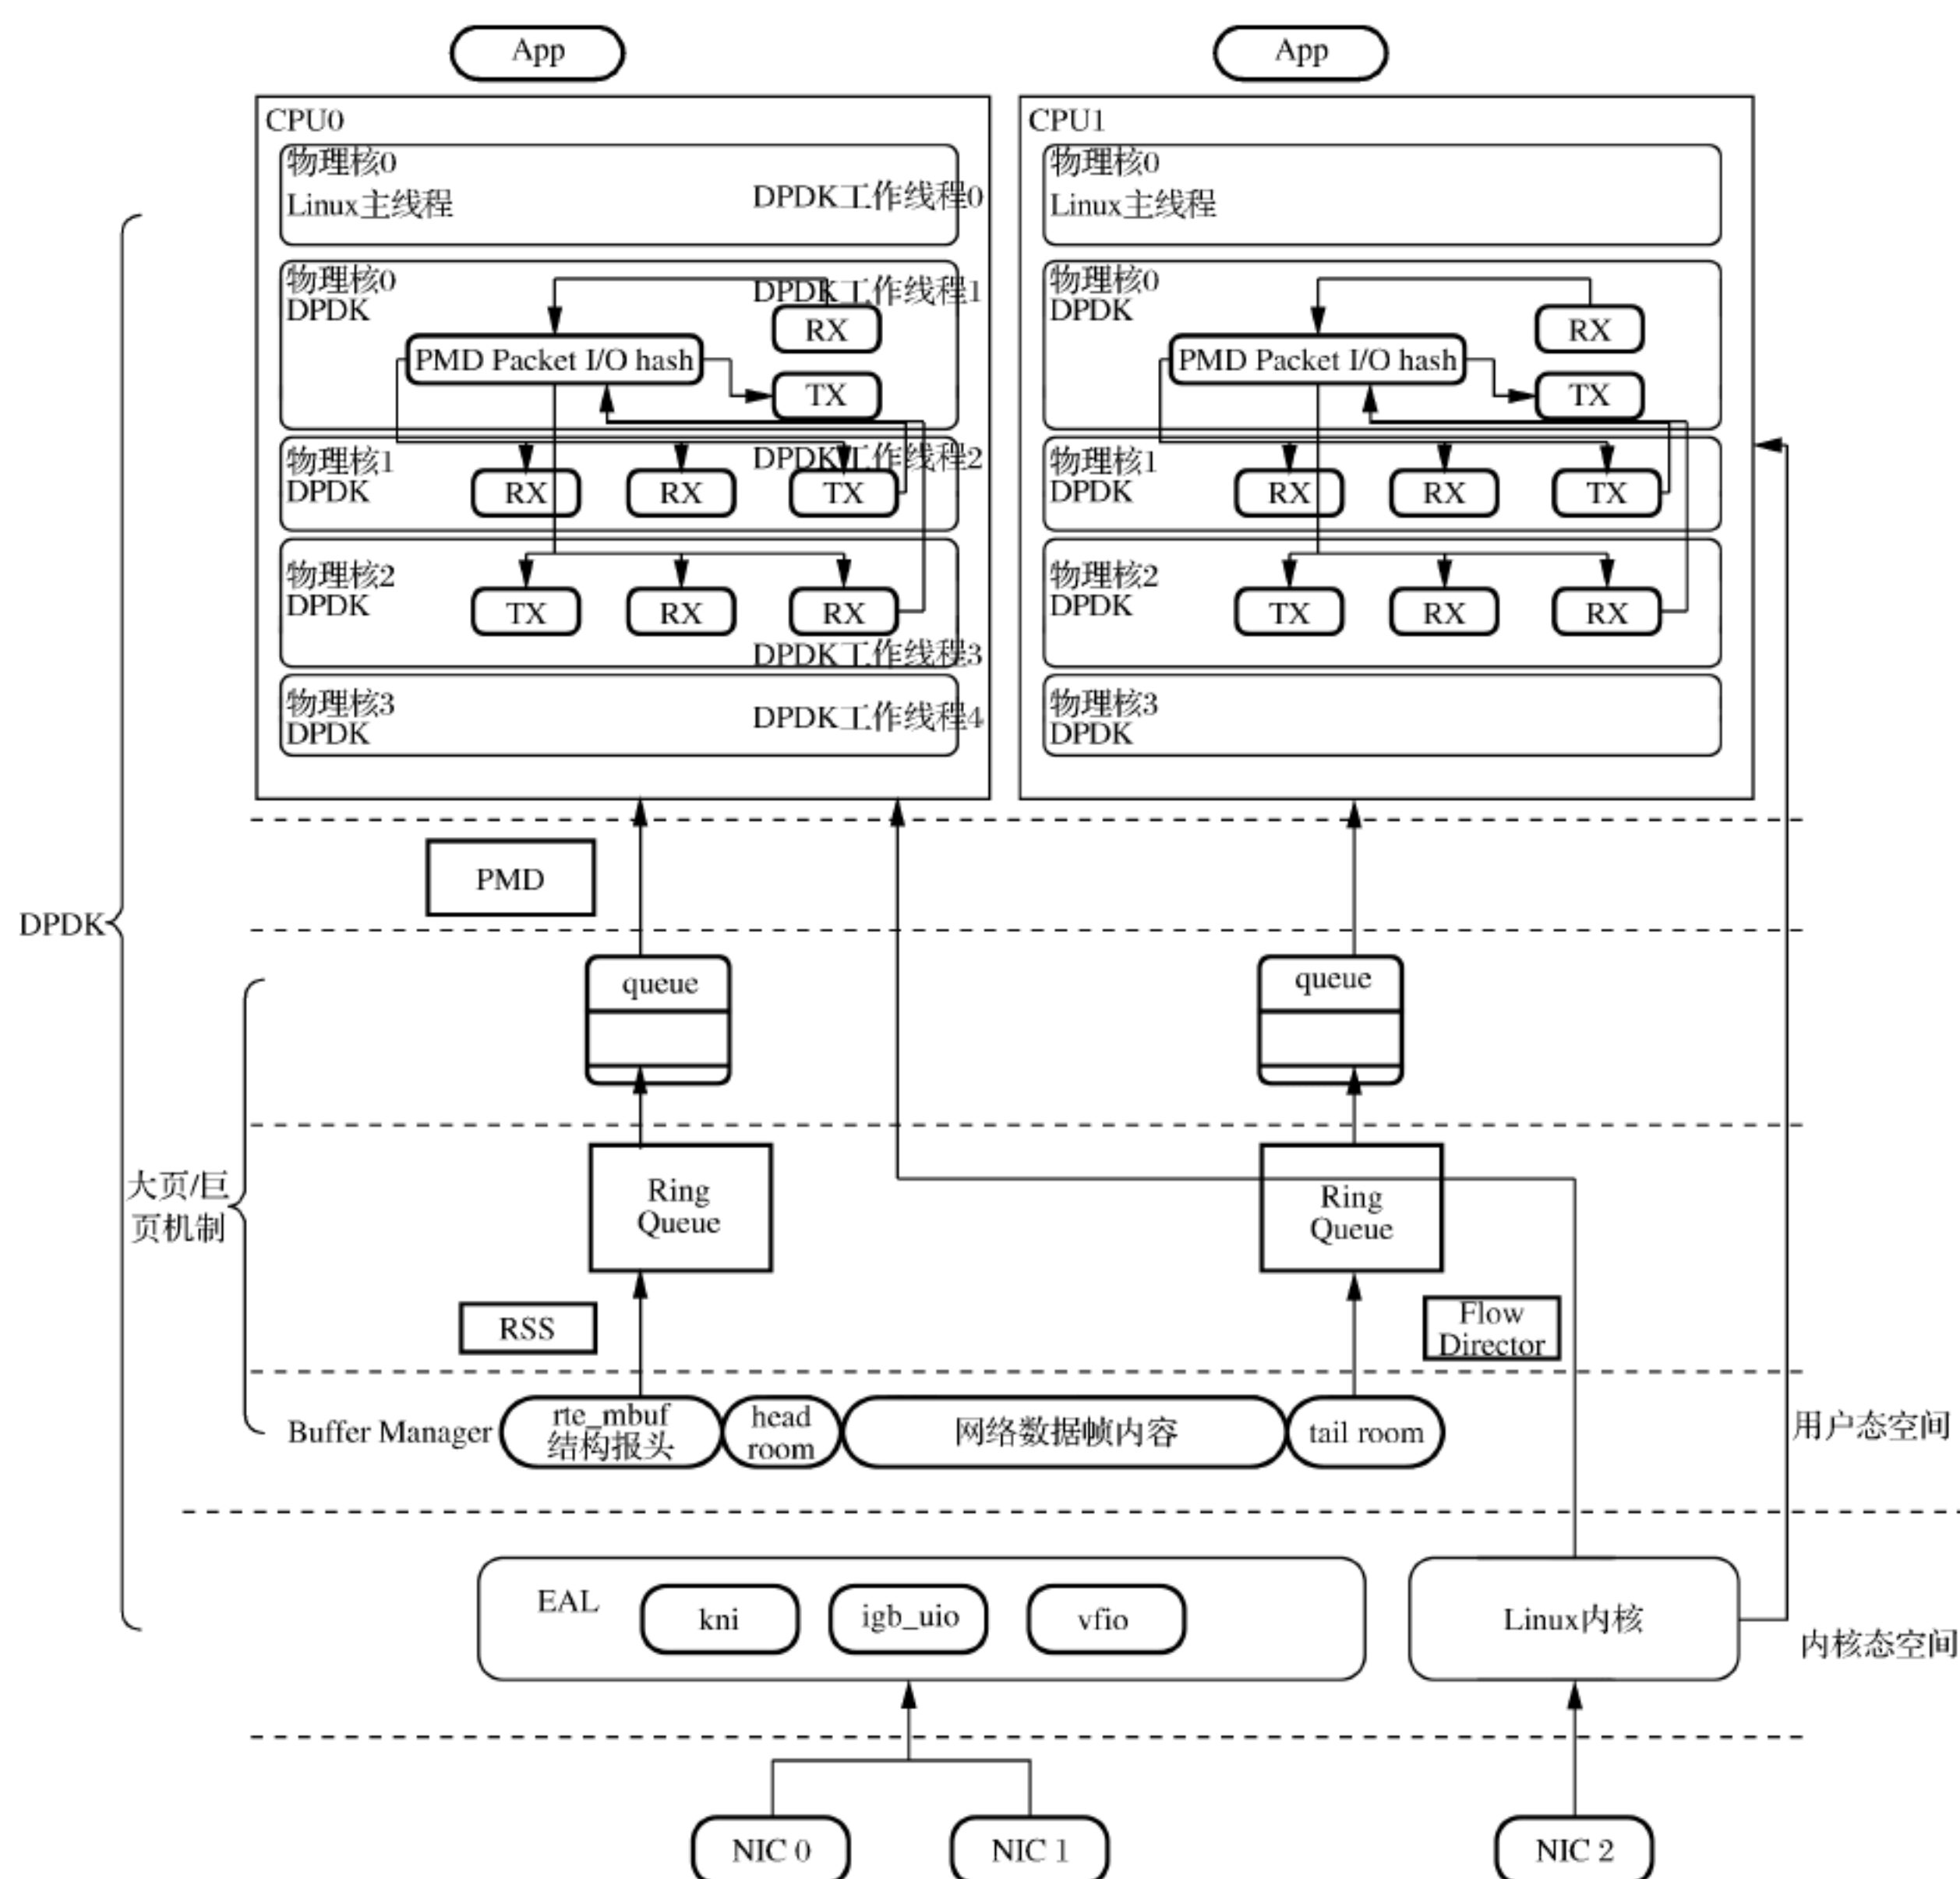 App
App
CPU0
物理核0
Linux主线程
DPDK工作线程0
物理核0
DPDK
DPDK工作线程1
RX
PMD Packet I/O hash
TX
物理核1
DPDK
DPDK工作线程2
RX
RX
TX
物理核2
DPDK
TX
RX
RX
DPDK工作线程3
物理核3
DPDK
DPDK工作线程4
CPU1
物理核0
Linux主线程
物理核0
DPDK
RX
PMD Packet I/O hash
TX
物理核1
DPDK
RX
RX
TX
物理核2
DPDK
TX
RX
RX
物理核3
DPDK
PMD
DPDK
queue
queue
大页/巨
页机制
Ring
Queue
Ring
Queue
RSS
Flow
Director
Buffer Manager
rte_mbuf
结构报头
head
room
网络数据帧内容
tail room
用户态空间
EAL
kni
igb_uio
vfio
Linux内核
内核态空间
NIC 0
NIC 1
NIC 2